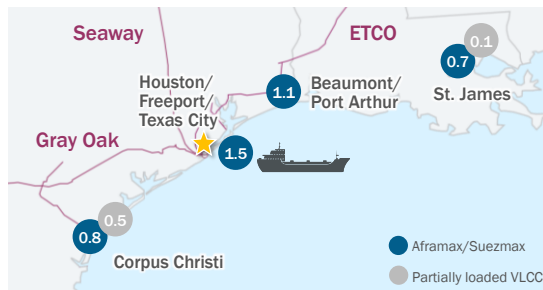 Seaway
ETCO
0.1
0.7
St. James
Houston/
Freeport/
Texas City
1.1
Beaumont/
Port Arthur
Gray Oak
1.5
0.5
0.8
Corpus Christi
Aframax/Suezmax
Partially loaded VLCC